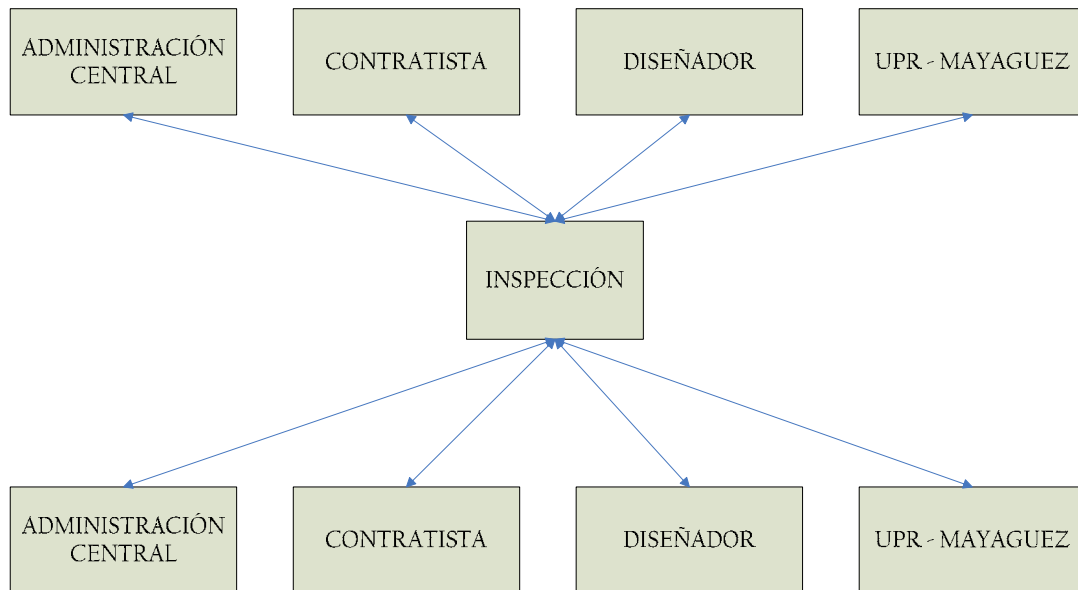 ADMINISTRACIÓN
CENTRAL
CONTRATISTA
DISEÑADOR
UPR - MAYAGUEZ
INSPECCIÓN
ADMINISTRACIÓN
CENTRAL
CONTRATISTA
DISEÑADOR
UPR - MAYAGUEZ